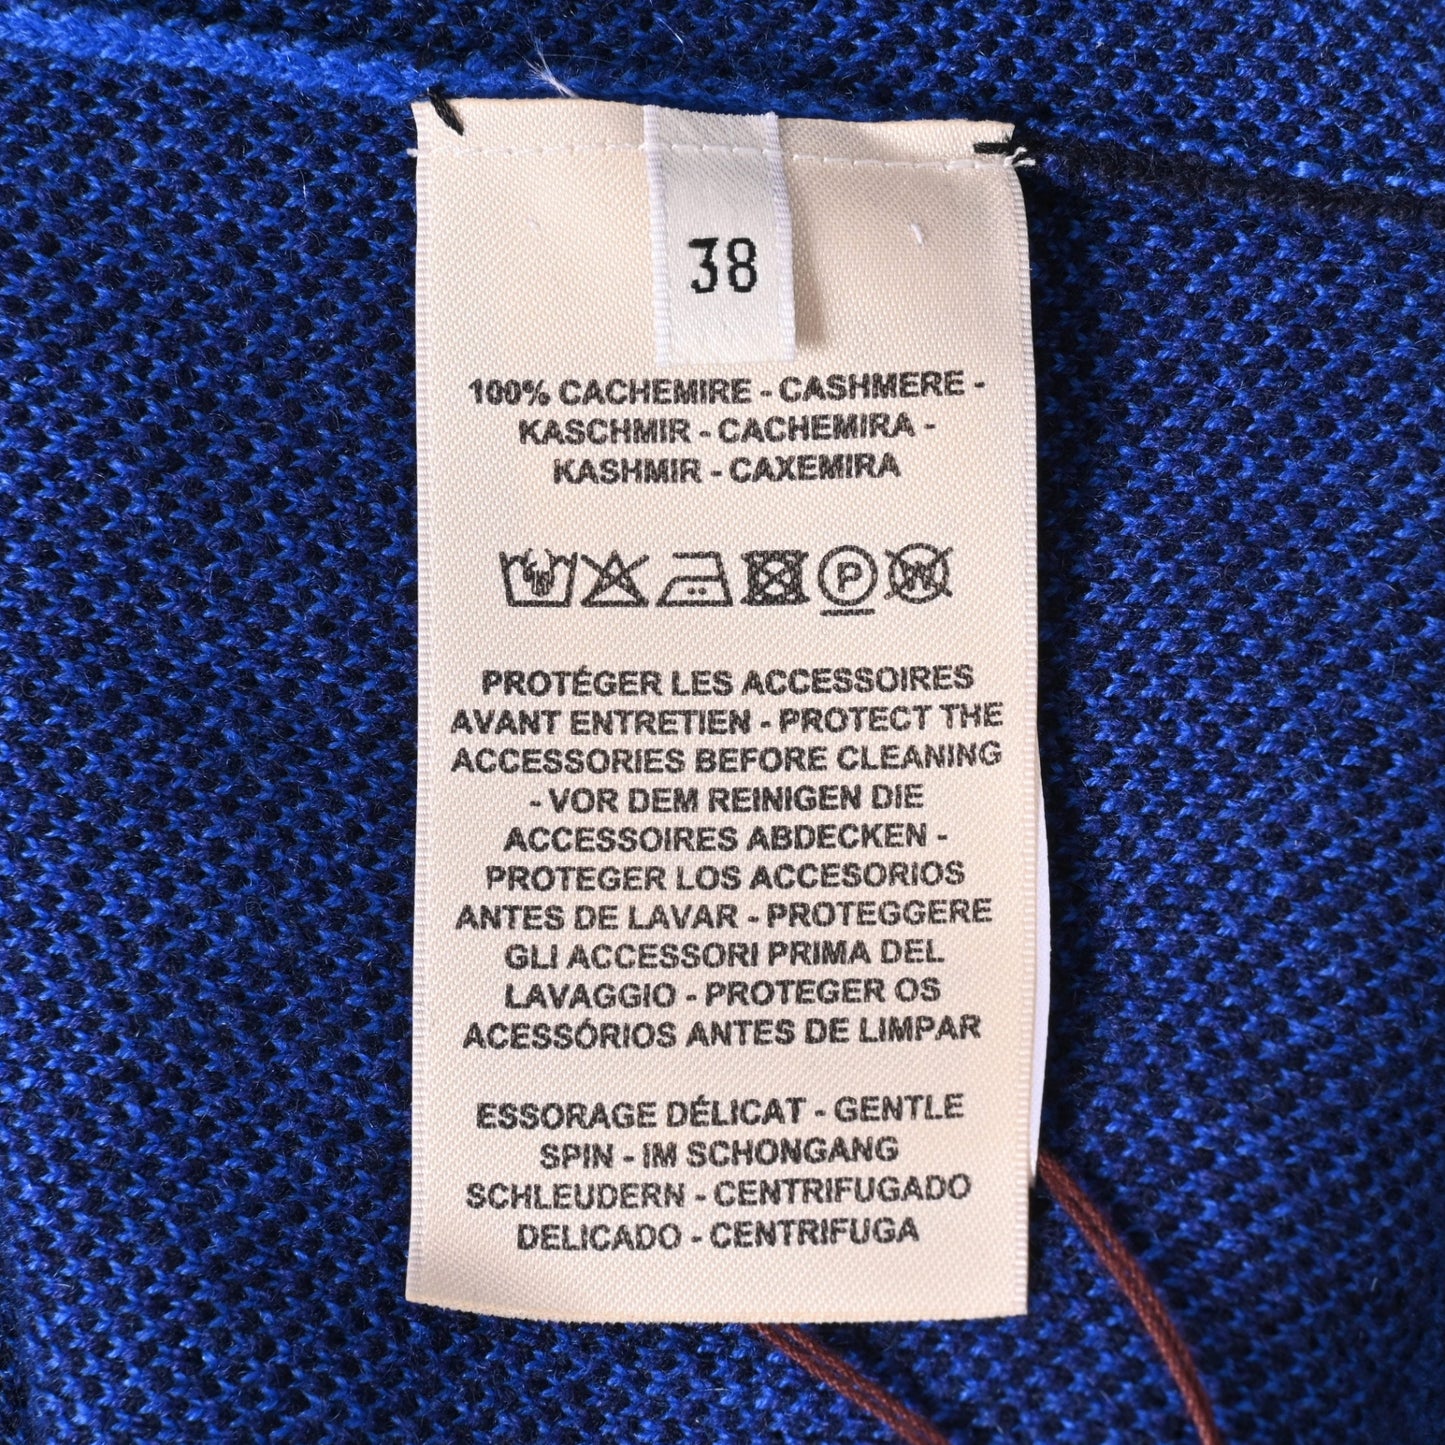 38
100% CACHEMIRE - CASHMERE -
KASCHMIR - CACHEMIRA -
KASHMIR - CAXEMIRA
P W
PROTÉGER LES ACCESSOIRES
AVANT ENTRETIEN - PROTECT THE
ACCESSORIES BEFORE CLEANING
- VOR DEM REINIGEN DIE
ACCESSOIRES ABDECKEN -
PROTEGER LOS ACCESORIOS
ANTES DE LAVAR - PROTEGGERE
GLI ACCESSORI PRIMA DEL
LAVAGGIO - PROTEGER OS
ACESSÓRIOS ANTES DE LIMPAR
ESSORAGE DÉLICAT - GENTLE
SPIN - IM SCHONGANG
SCHLEUDERN - CENTRIFUGADO
DELICADO - CENTRIFUGA